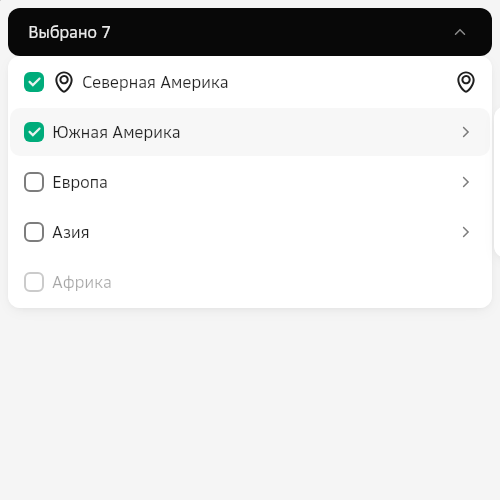 Выбрано 7
Северная Америка
Южная Америка
Европа
Азия
Африка